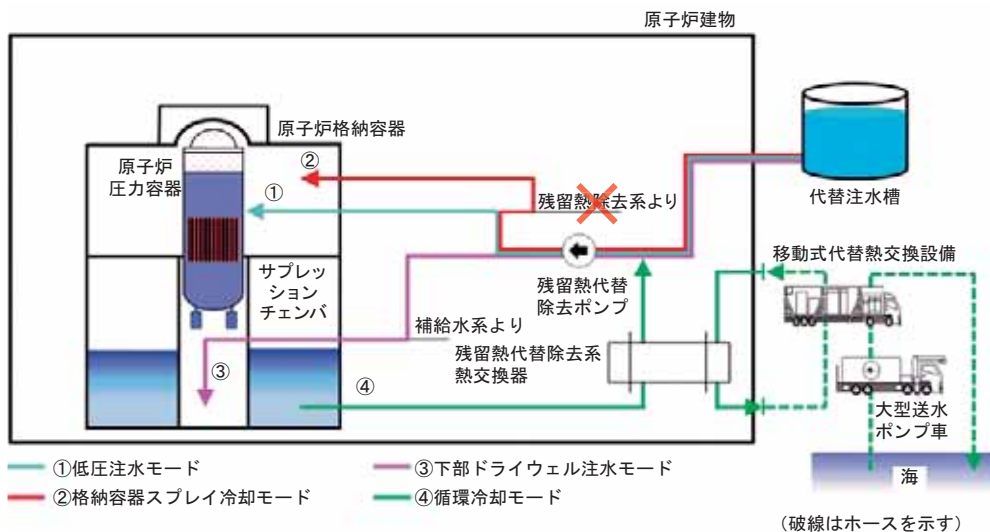 原子炉建物
原子炉格納容器
原子炉
圧力容器
②
①
残留熱除去系より
代替注水槽
サプレッ
ション
チェンバ
残留熱代替
除去ポンプ
移動式代替熱交換設備
補給水系より
残留熱代替除去系
熱交換器
③
④
大型送水
ポンプ車
海
①低圧注水モード
③下部ドライウェル注水モード
②格納容器スプレイ冷却モード
④循環冷却モード
(破線はホースを示す)